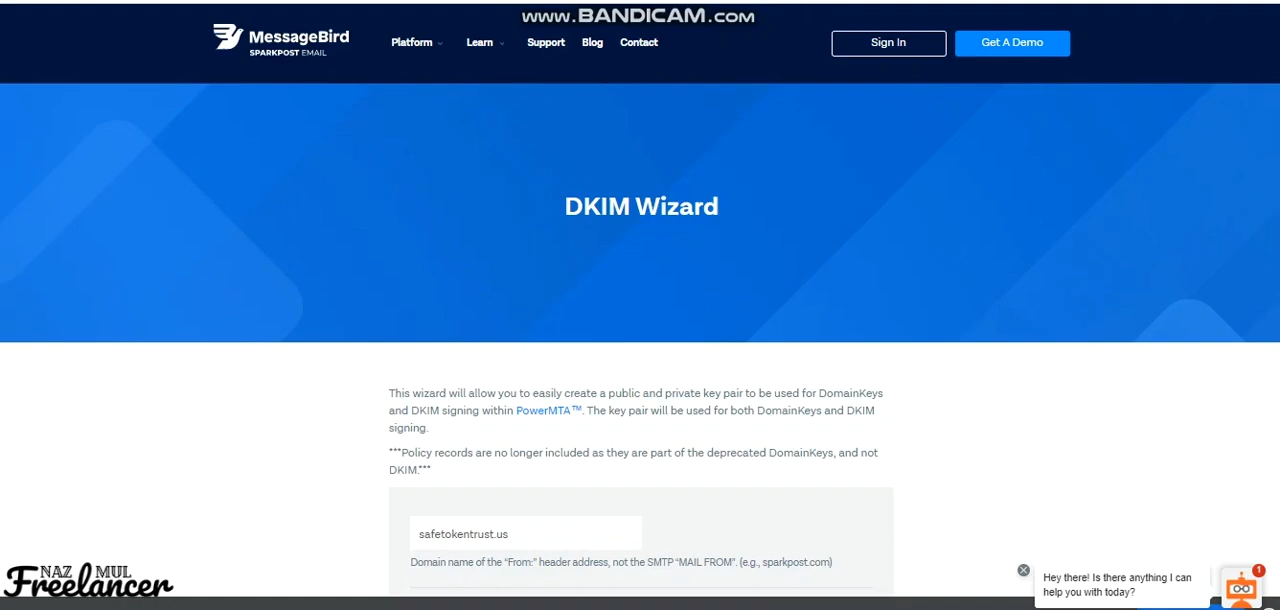 www.BANDICAM.com
MessageBird
SPARKPOST EMAIL
Platform
Learn
Support
Blog
Contact
Sign In
Get A Demo
DKIM Wizard
This wizard will allow you to easily create a public and private key pair to be used for DomainKeys
and DKIM signing within PowerMTA™. The key pair will be used for both DomainKeys and DKIM
signing.
***Policy records are no longer included as they are part of the deprecated DomainKeys, and not
DKIM.***
safetokentrust.us
Domain name of the “From:” header address, not the SMTP “MAIL FROM”. (e.g., sparkpost.com)
NAZ MUL
Freelancer
Hey there! Is there anything I can
help you with today?
1